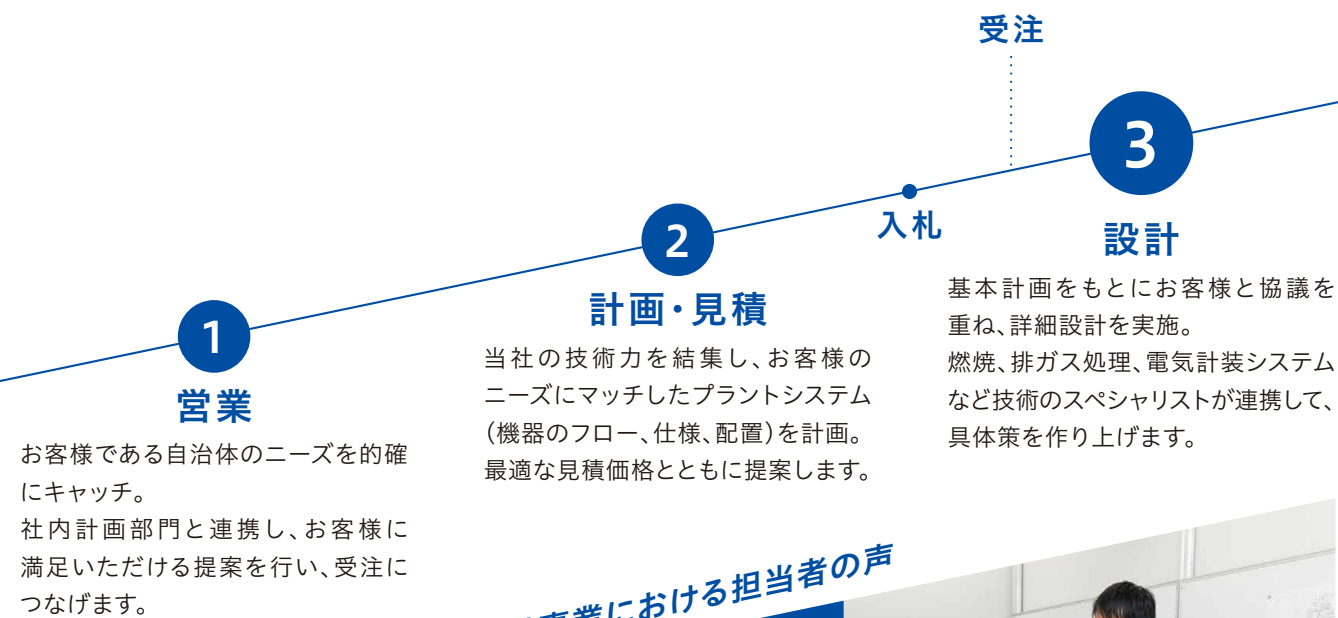 1
営業
お客様である自治体のニーズを的確
にキャッチ。
社内計画部門と連携し、お客様に
満足いただける提案を行い、受注に
つなげます。
2
計画・見積
当社の技術力を結集し、お客様の
ニーズにマッチしたプラントシステム
(機器のフロー、仕様、配置)を計画。
最適な見積価格とともに提案します。
入札
受注
3
設計
基本計画をもとにお客様と協議を
重ね、詳細設計を実施。
燃焼、排ガス処理、電気計装システム
など技術のスペシャリストが連携して、
具体策を作り上げます。
事業における担当者の声